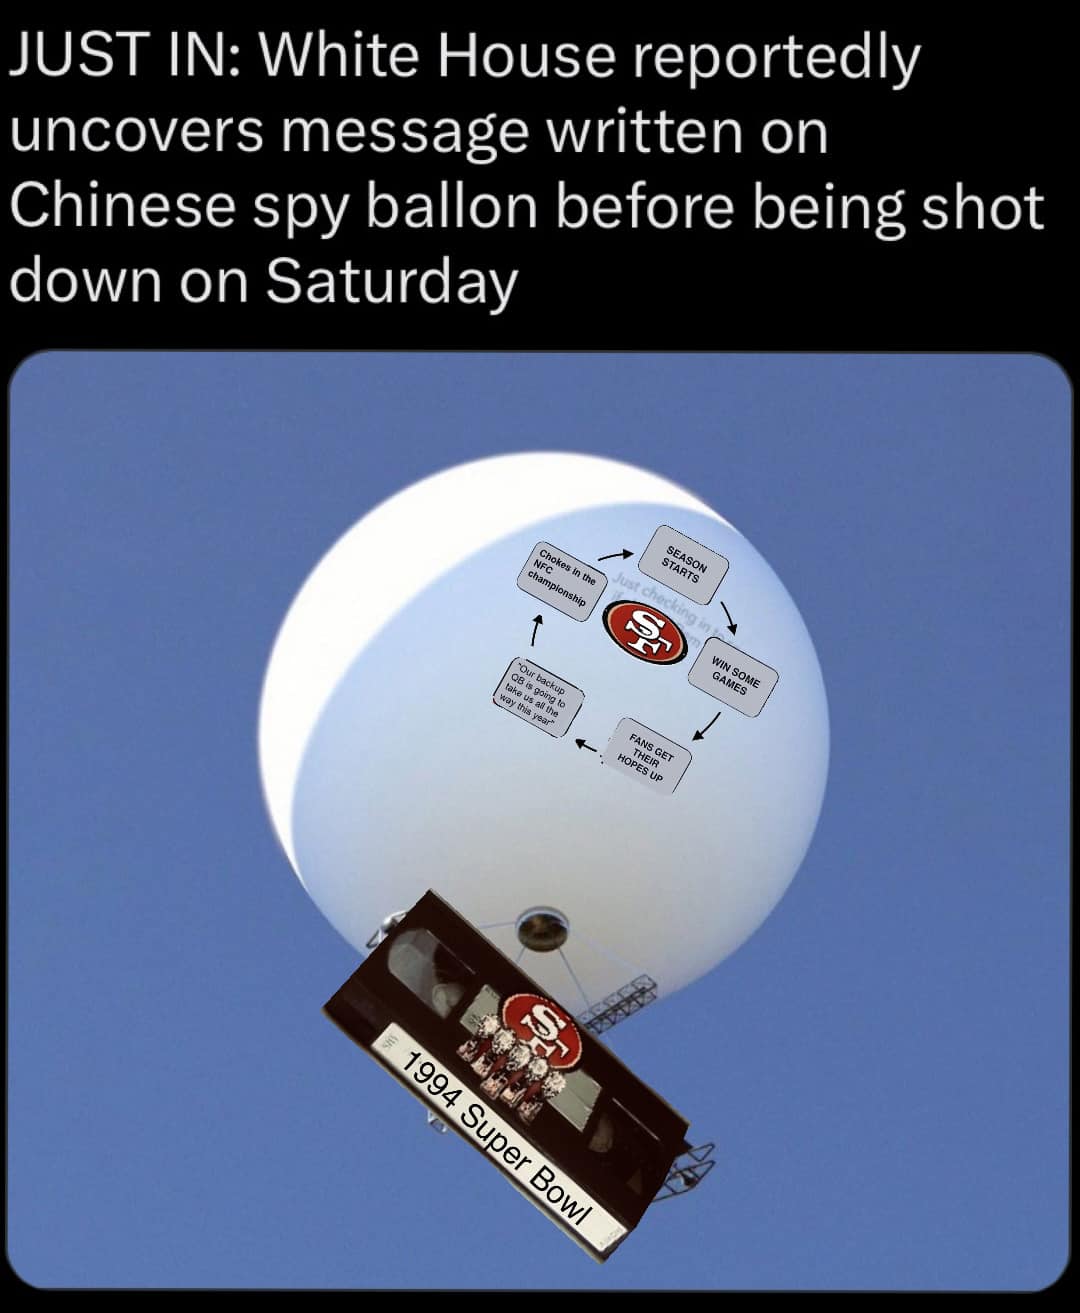 JUST IN: White House reportedly
uncovers message written on
Chinese spy ballon before being shot
down on Saturday
SEASON
STARTS
WIN SOME
GAMES
FANS GET
THEIR
HOPES UP
"Our backup
QB is going to
take us all the
way this year"
Chokes in the
NFC
championship
Just checking in
SF
SF
1994 Super Bowl